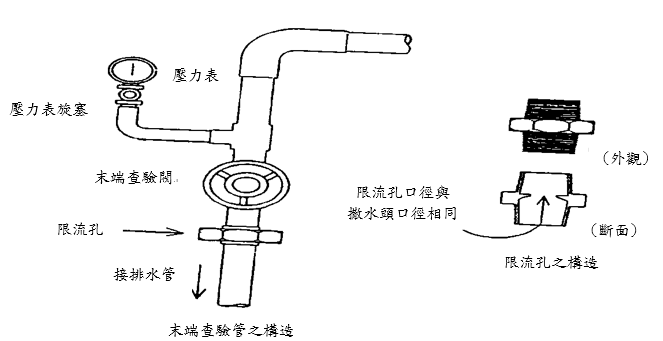 壓力表
壓力表旋塞
末端查驗閥
限流孔
接排水管
末端查驗管之構造
(外觀)
限流孔口徑與
撒水頭口徑相同
(斷面)
限流孔之構造